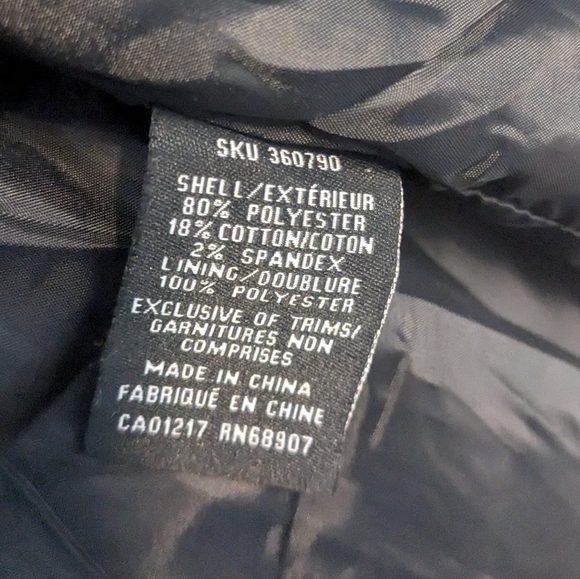 SKU 360790
SHELL/EXTÉRIEUR
80% POLYESTER
18% COTTON/COTON
2% SPANDEX
LINING/DOUBLURE
100% POLYESTER
EXCLUSIVE OF TRIMS/
GARNITURES NON
COMPRISES
MADE IN CHINA
FABRIQUÉ EN CHINE
CA01217 RN68907